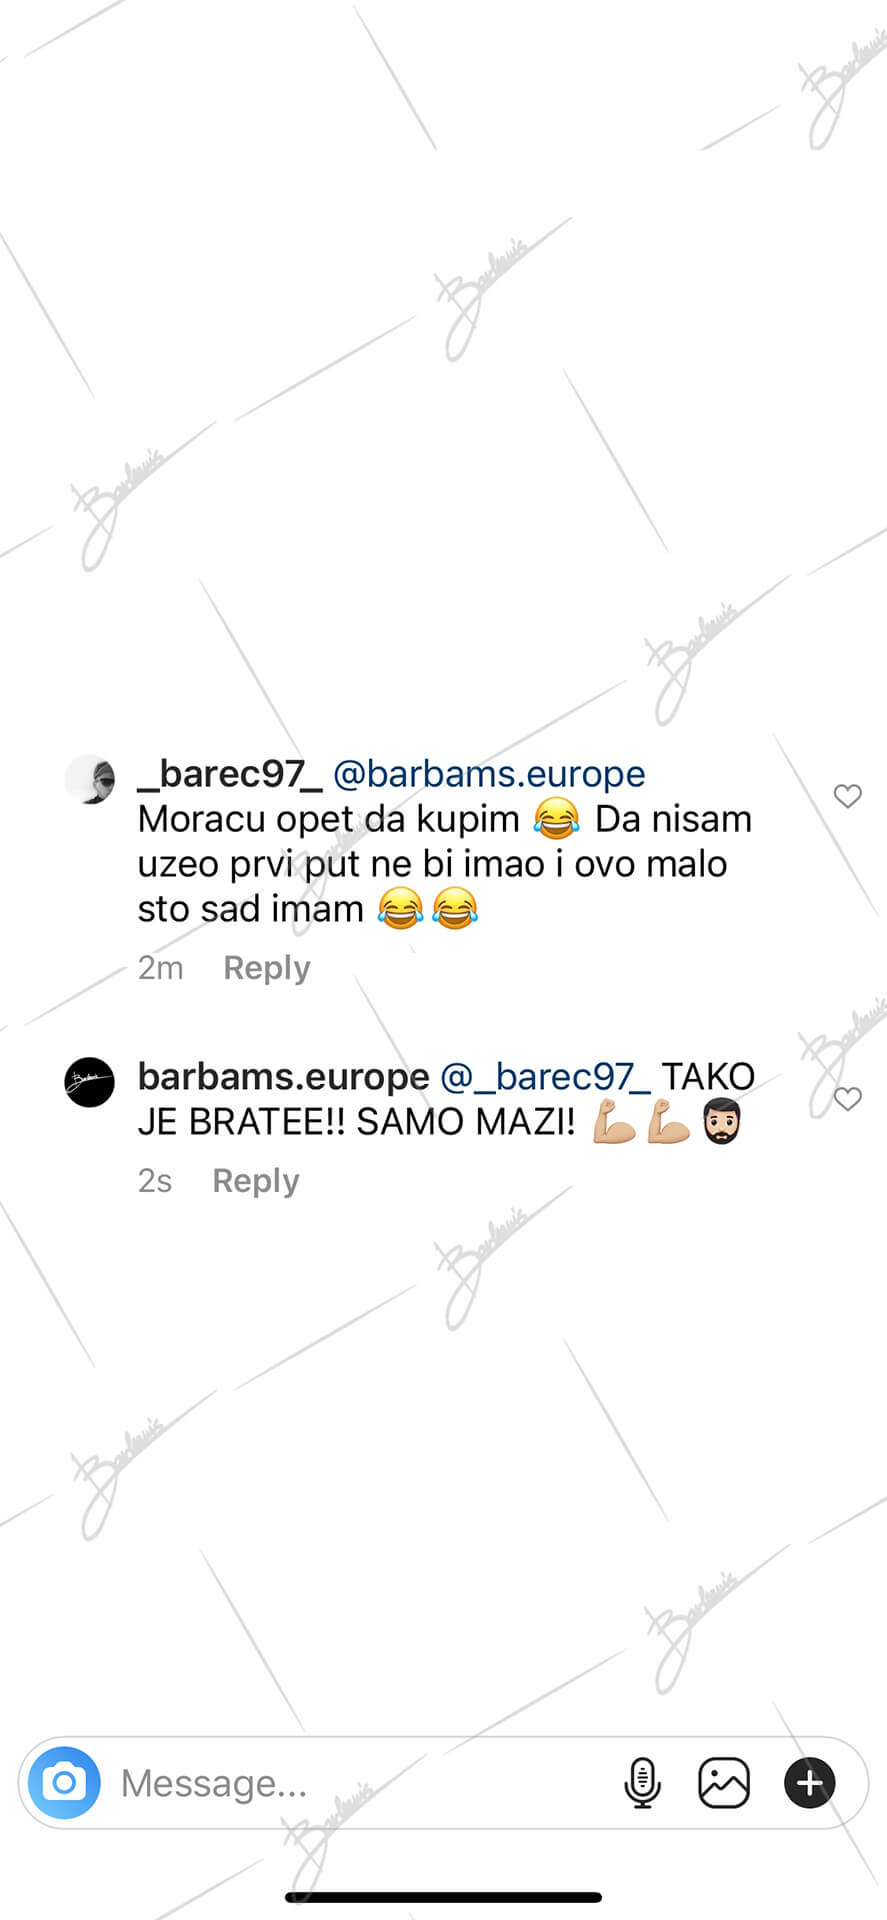 _barec97_ @barbams.europe
Moracu opet da kupim 😂 Da nisam
uzeo prvi put ne bi imao i ovo malo
sto sad imam 😂😂
2m Reply
barbams.europe @_barec97_ TAKO
JE BRATEE!! SAMO MAZI! 💪🏼💪🏼🧔🏻
2s Reply
Message...